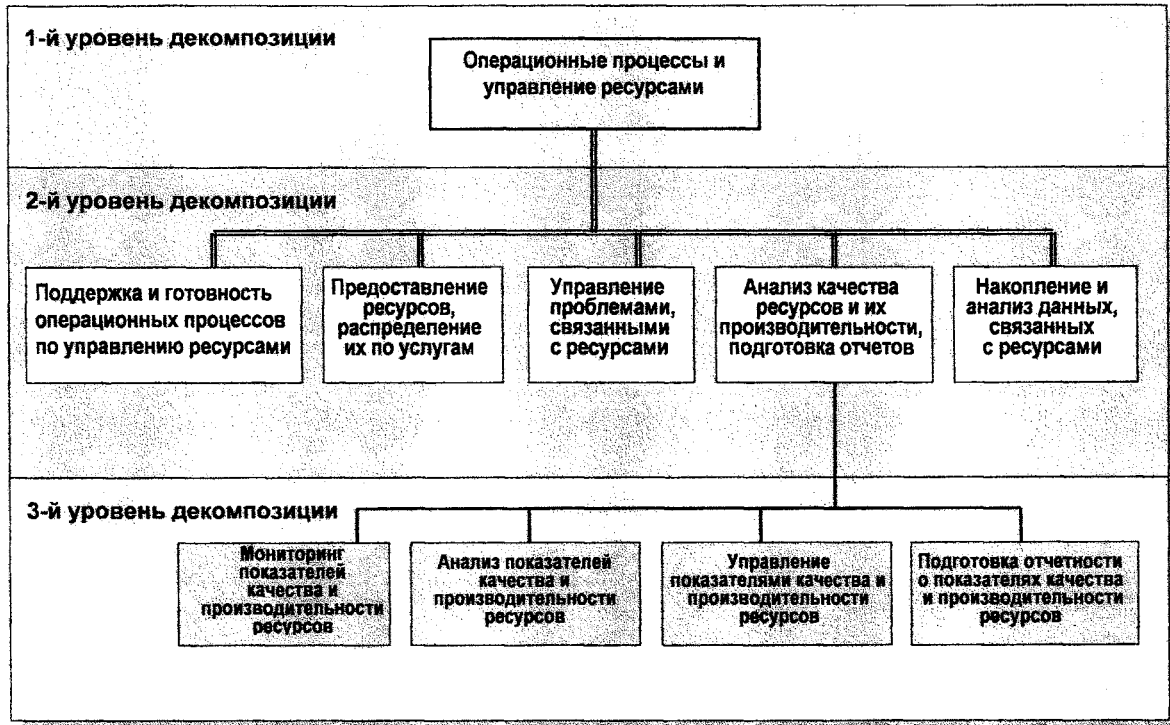 1-й уровень декомпозиции
Операционные процессы и
управление ресурсами
2-й уровень декомпозиции
Поддержка и готовность
операционных процессов
по управлению ресурсами
Предоставление
ресурсов,
распределение
их по услугам
Управление
проблемами,
связанными
с ресурсами
Анализ качества
ресурсов и их
производительности,
подготовка отчетов
Накопление и
анализ данных,
связанных
с ресурсами
3-й уровень декомпозиции
Мониторинг
показателей
качества и
производительности
ресурсов
Анализ показателей
качества и
производительности
ресурсов
Управление
показателями качества и
производительности
ресурсов
Подготовка отчетности
о показателях качества
и производительности
ресурсов